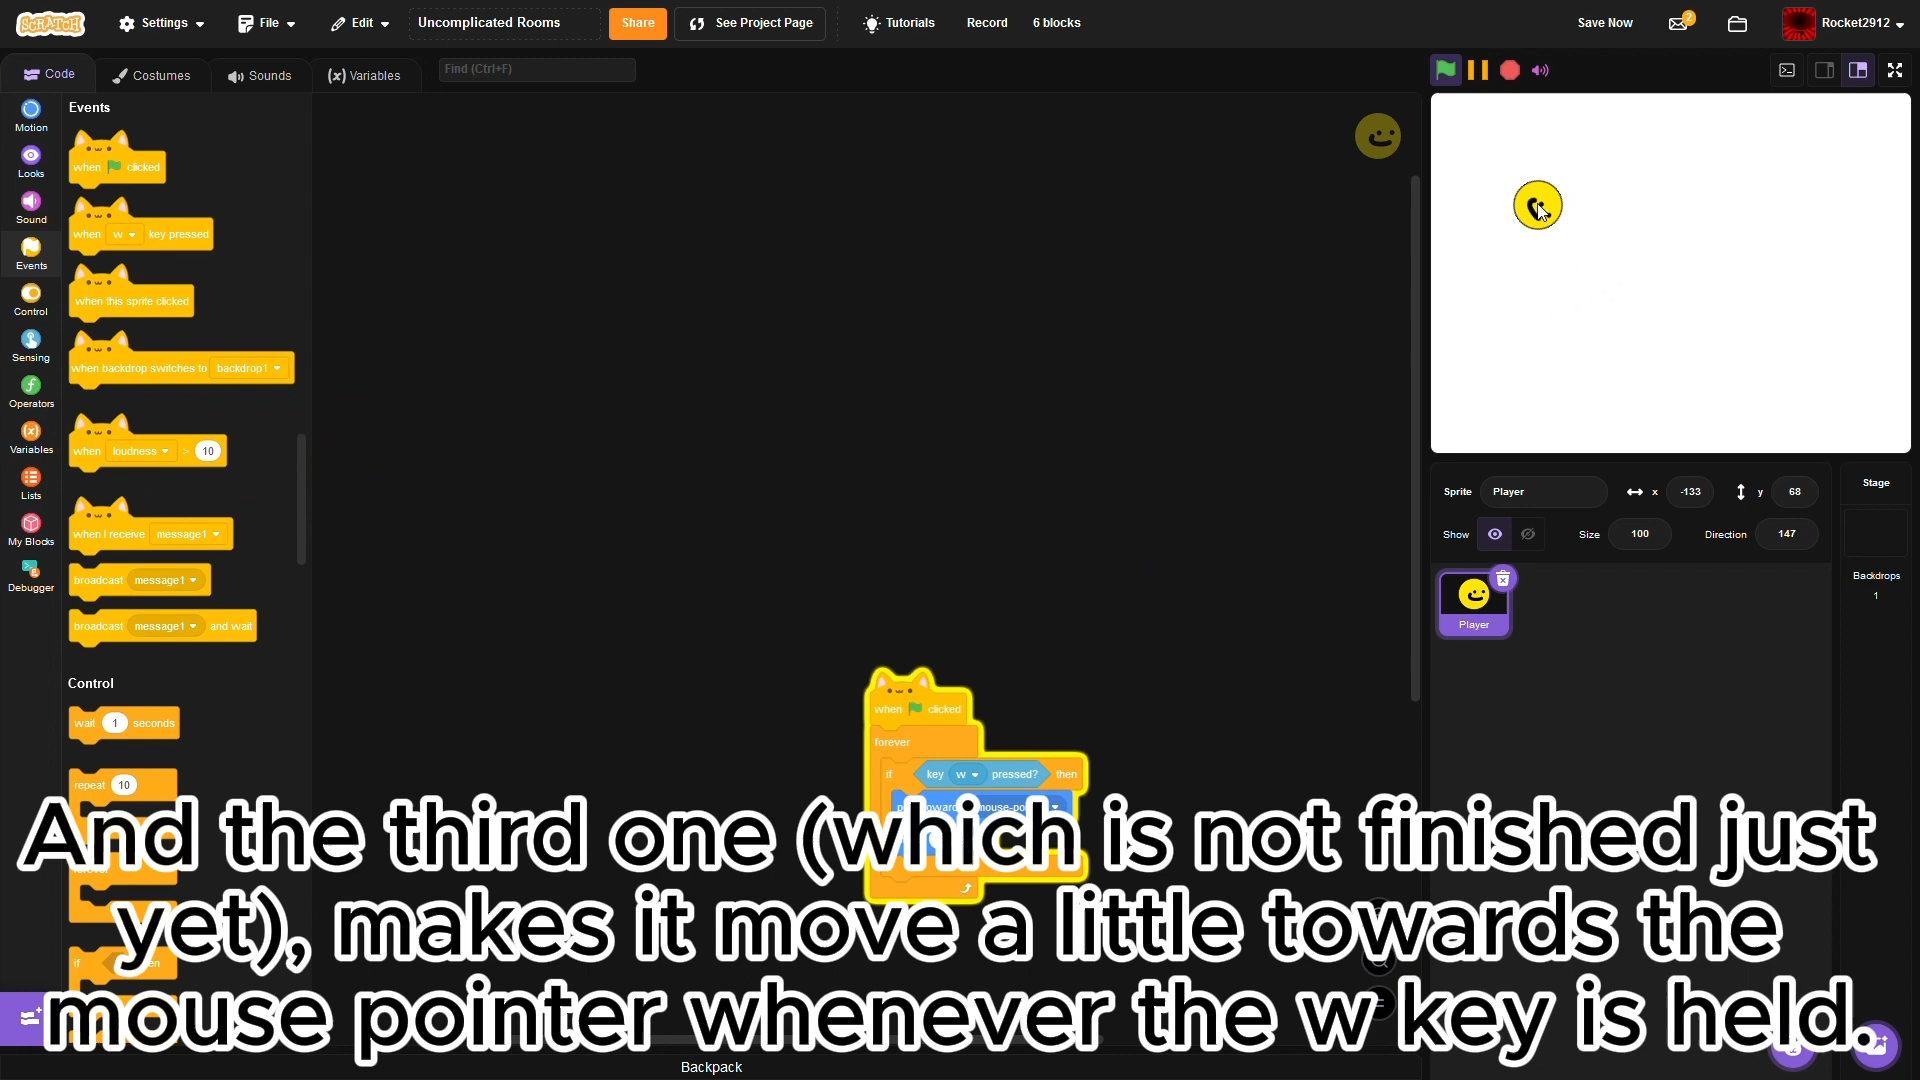 SCRATCH
Settings
File
Edit
Uncomplicated Rooms
Share
See Project Page
Tutorials
Record
6 blocks
Save Now
2
Rocket2912
Code
Costumes
Sounds
Variables
Find (Ctrl+F)
Motion
Looks
Sound
Events
Control
Sensing
Operators
Variables
Lists
My Blocks
Debugger
Events
when clicked
when w key pressed
when this sprite clicked
when backdrop switches to backdrop1
when loudness > 10
when I receive message1
broadcast message1
broadcast message1 and wait
Control
wait 1 seconds
repeat 10
forever
if
when clicked
forever
if key w pressed? then
Sprite Player x -133 y 68
Show Size 100 Direction 147
Player
Stage
Backdrops
1
And the third one (which is not finished just
yet), makes it move a little towards the
mouse pointer whenever the w key is held.
Backpack